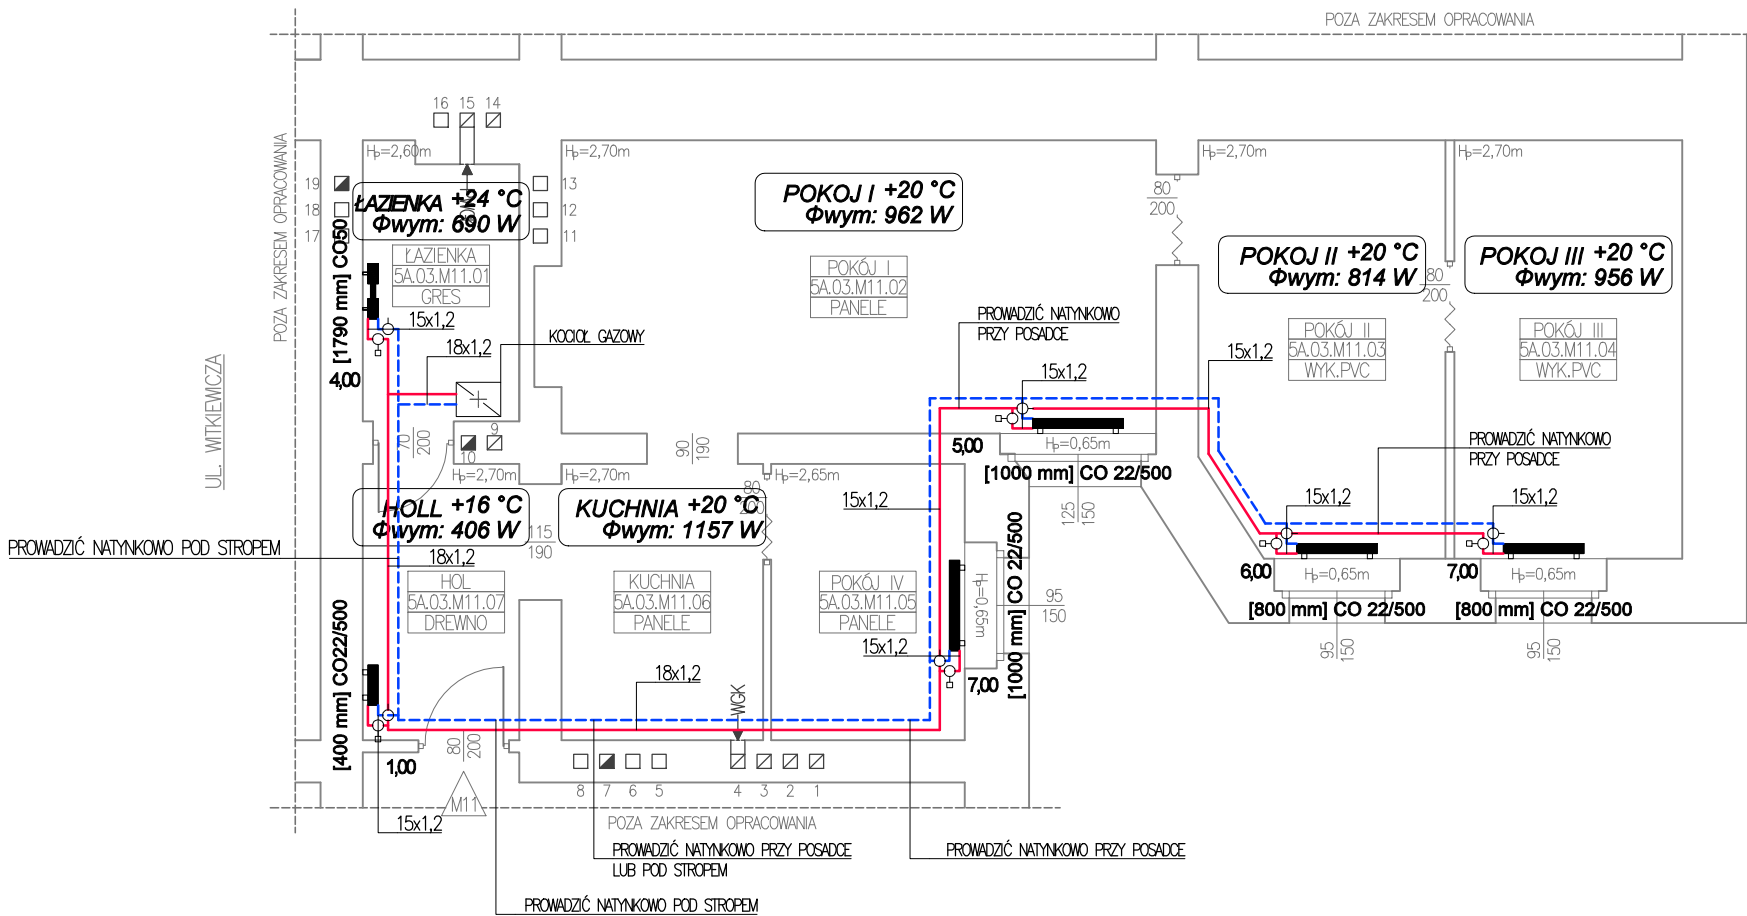 POZA ZAKRESEM OPRACOWANIA
POZA ZAKRESEM OPRACOWANIA
16 15 14
Hp=2,60m
Hp=2,70m
Hp=2,70m
Hp=2,70m
19
18
17
13
12
11
ŁAZIENKA +24 °C
Φwym: 690 W
POKOJ I +20 °C
Φwym: 962 W
80
200
POKOJ II +20 °C
Φwym: 814 W
POKOJ III +20 °C
Φwym: 956 W
80
200
ŁAZIENKA
5A.03.M11.01
GRES
POKÓJ I
5A.03.M11.02
PANELE
POKÓJ II
5A.03.M11.03
WYK.PVC
POKÓJ III
5A.03.M11.04
WYK.PVC
[1790 mm] CO50
4,00
15x1,2
18x1,2
KOCIOŁ GAZOWY
PROWADZIĆ NATYNKOWO
PRZY POSADCE
15x1,2
15x1,2
UL. WITKIEWICZA
70
200
9
10
90
190
5,00
Hp=0,65m
[1000 mm] CO 22/500
125
150
PROWADZIĆ NATYNKOWO
PRZY POSADCE
Hp=2,70m
Hp=2,70m
Hp=2,65m
HOLL +16 °C
Φwym: 406 W
KUCHNIA +20 °C
Φwym: 1157 W
80
115
190
15x1,2
15x1,2
15x1,2
PROWADZIĆ NATYNKOWO POD STROPEM
18x1,2
HOL
5A.03.M11.07
DREWNO
KUCHNIA
5A.03.M11.06
PANELE
POKÓJ IV
5A.03.M11.05
PANELE
Hp=0,65m
[1000 mm] CO 22/500
95
150
6,00
Hp=0,65m
[800 mm] CO 22/500
95
150
7,00
Hp=0,65m
[800 mm] CO 22/500
95
150
[400 mm] CO22/500
1,00
15x1,2
7,00
18x1,2
WGK
80
200
M11
15x1,2
8 7 6 5 4 3 2 1
POZA ZAKRESEM OPRACOWANIA
PROWADZIĆ NATYNKOWO PRZY POSADCE
LUB POD STROPEM
PROWADZIĆ NATYNKOWO PRZY POSADCE
PROWADZIĆ NATYNKOWO POD STROPEM